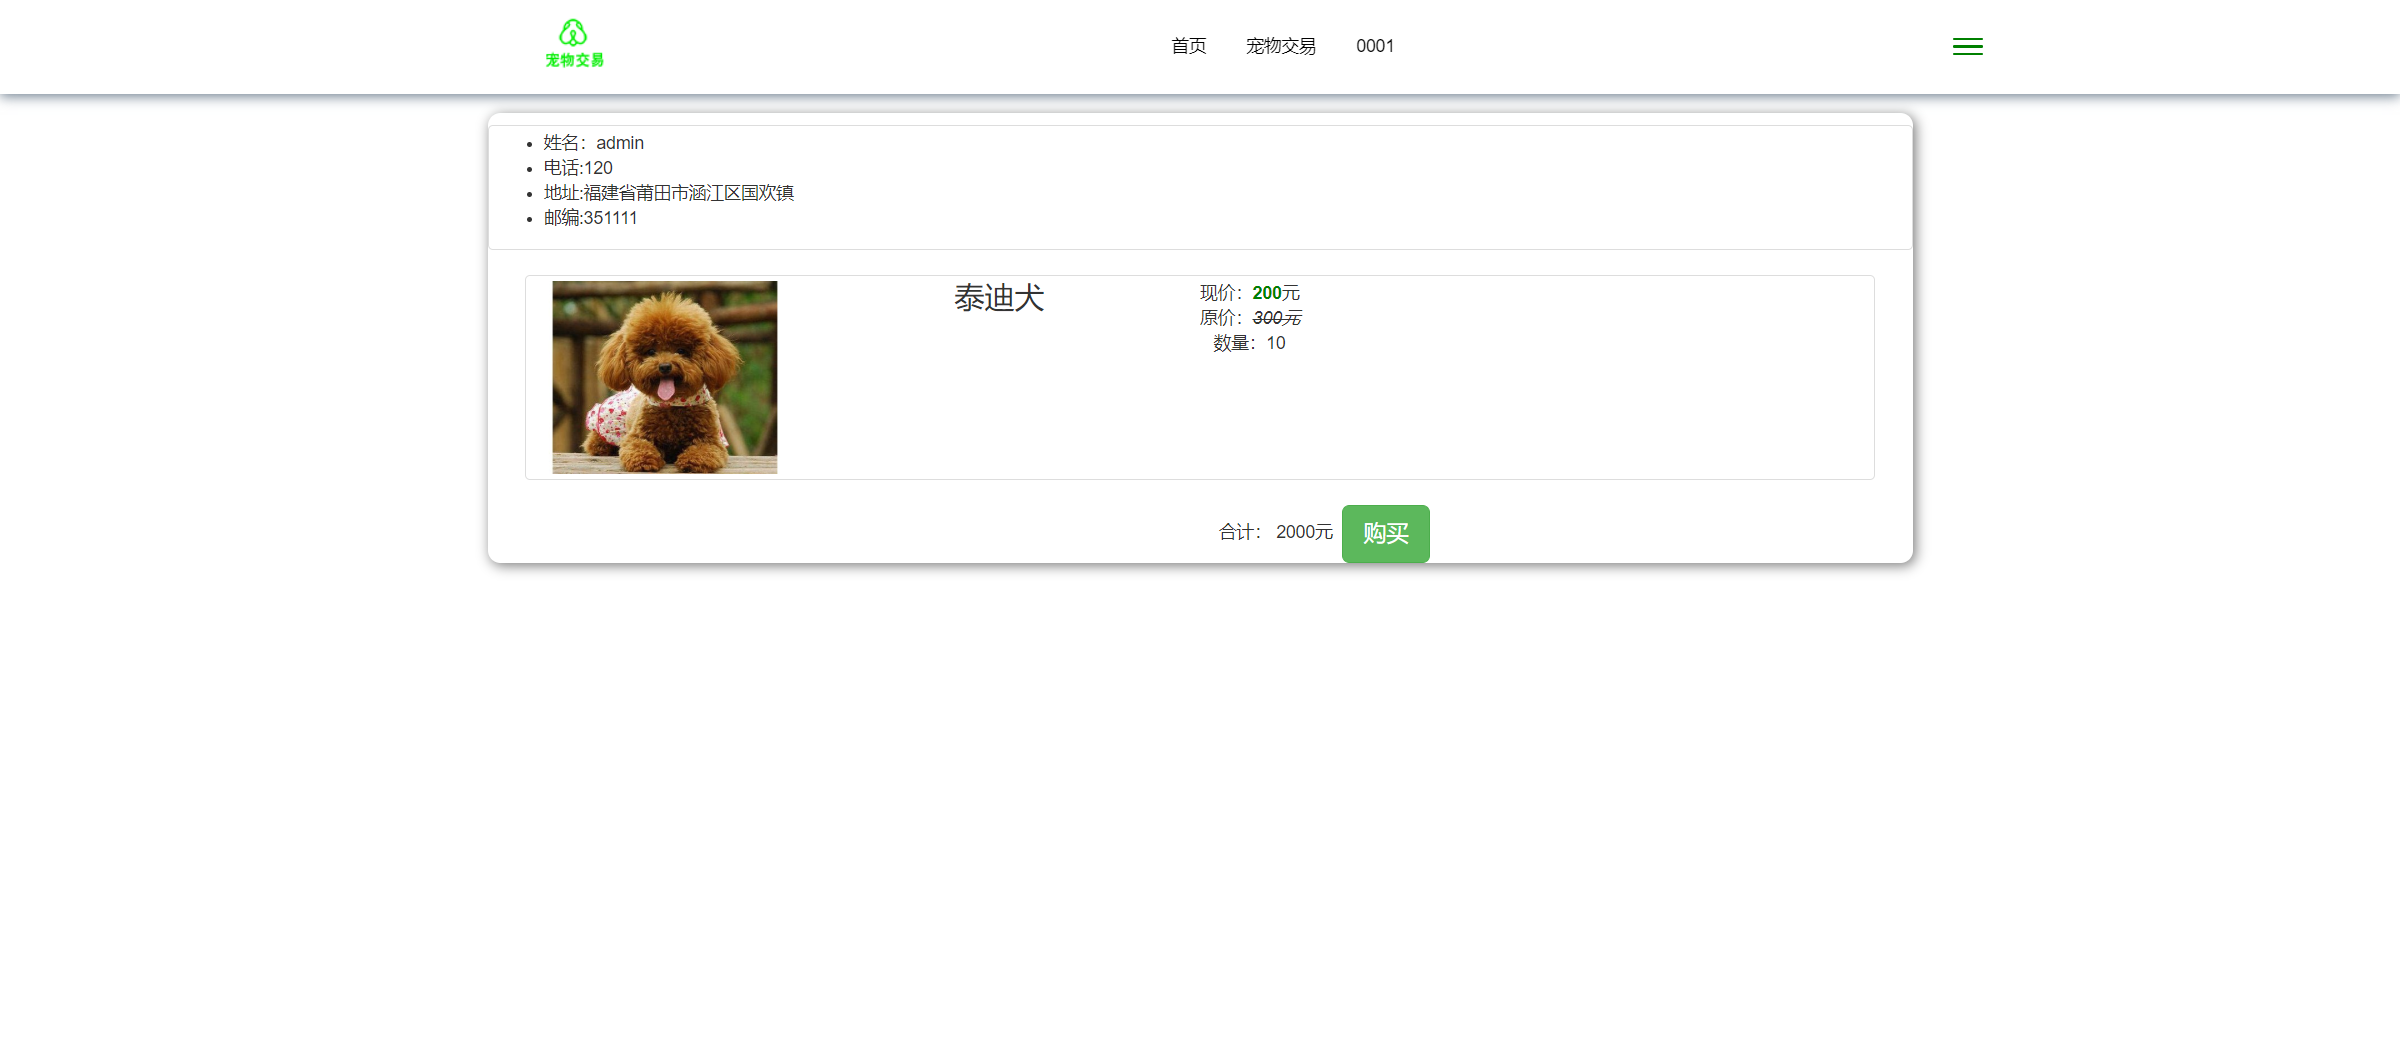 宠物交易
首页 宠物交易 0001
姓名：admin
电话:120
地址:福建省莆田市涵江区国欢镇
邮编:351111
泰迪犬
现价：200元
原价：300元
数量：10
合计： 2000元 购买